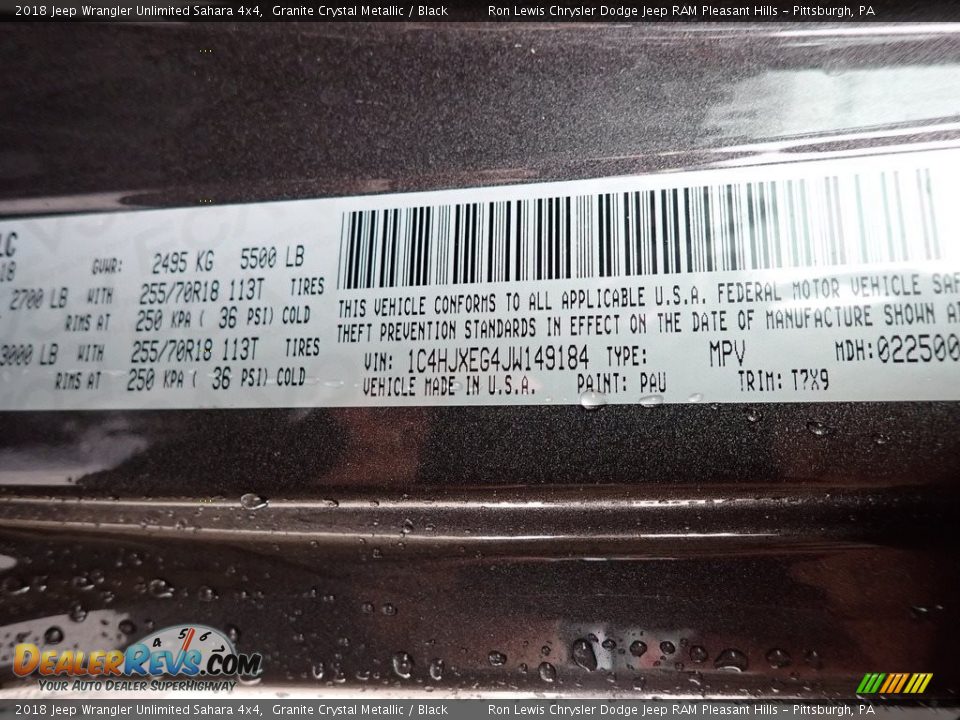 2018 Jeep Wrangler Unlimited Sahara 4x4, Granite Crystal Metallic / Black Ron Lewis Chrysler Dodge Jeep RAM Pleasant Hills - Pittsburgh, PA
LC
18
GVWR: 2495 KG 5500 LB
2700 LB WITH 255/70R18 113T TIRES
RIMS AT 250 KPA ( 36 PSI) COLD
3000 LB WITH 255/70R18 113T TIRES
RIMS AT 250 KPA ( 36 PSI) COLD
THIS VEHICLE CONFORMS TO ALL APPLICABLE U.S.A. FEDERAL MOTOR VEHICLE SAF
THEFT PREVENTION STANDARDS IN EFFECT ON THE DATE OF MANUFACTURE SHOWN A
VIN: 1C4HJXEG4JW149184 TYPE: MPV MDH:022500
VEHICLE MADE IN U.S.A. PAINT: PAU TRIM: T7X9
4 5 6
DEALERREVS.COM
YOUR AUTO DEALER SUPERHIGHWAY
2018 Jeep Wrangler Unlimited Sahara 4x4, Granite Crystal Metallic / Black Ron Lewis Chrysler Dodge Jeep RAM Pleasant Hills - Pittsburgh, PA